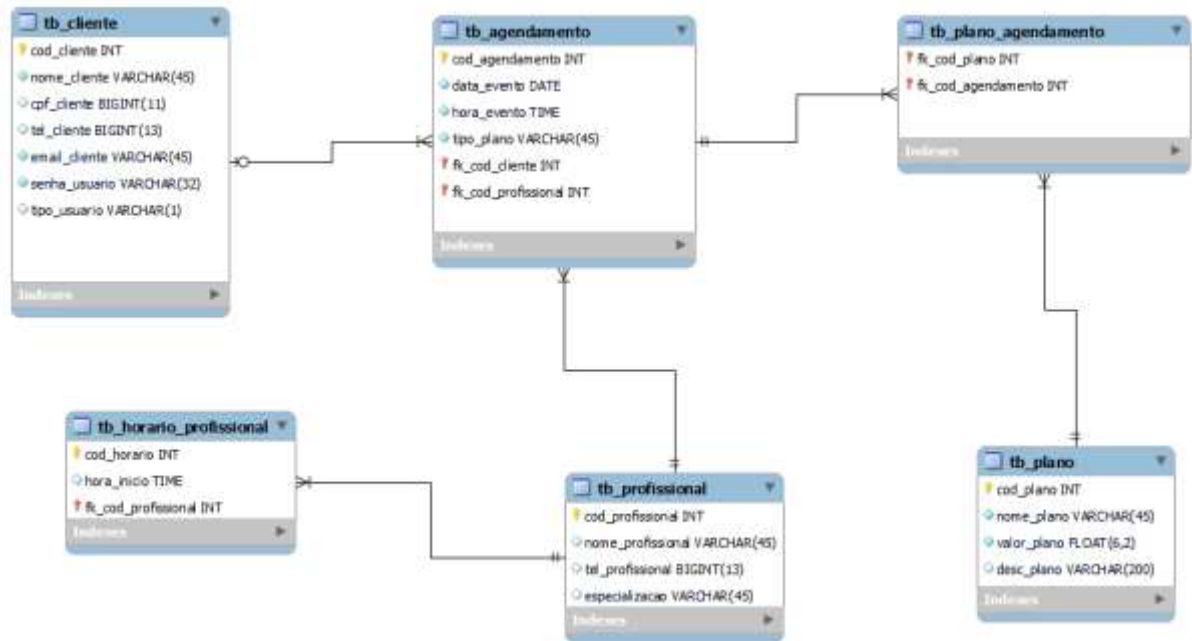 tb_cliente
cod_cliente INT
nome_cliente VARCHAR(45)
cpf_cliente BIGINT(11)
tel_cliente BIGINT(13)
email_cliente VARCHAR(45)
senha_usuario VARCHAR(32)
tipo_usuario VARCHAR(1)
Indexes
tb_agendamento
cod_agendamento INT
data_evento DATE
hora_evento TIME
tipo_plano VARCHAR(45)
fk_cod_cliente INT
fk_cod_profissional INT
Indexes
tb_plano_agendamento
fk_cod_plano INT
fk_cod_agendamento INT
Indexes
tb_horario_profissional
cod_horario INT
hora_inicio TIME
fk_cod_profissional INT
Indexes
tb_profissional
cod_profissional INT
nome_profissional VARCHAR(45)
tel_profissional BIGINT(13)
especializacao VARCHAR(45)
Indexes
tb_plano
cod_plano INT
nome_plano VARCHAR(45)
valor_plano FLOAT(6,2)
desc_plano VARCHAR(200)
Indexes